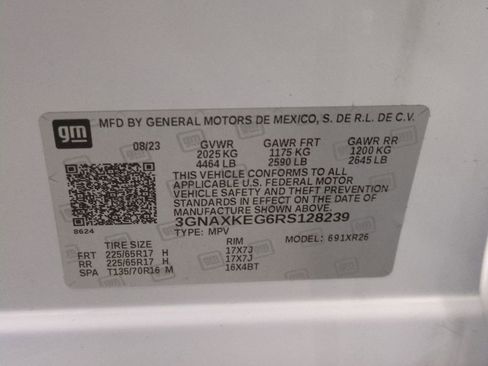 gm MFD BY GENERAL MOTORS DE MEXICO, S. DE R.L. DE C.V.
08/23 GVWR GAWR FRT GAWR RR
2025 KG 1175 KG 1200 KG
4464 LB 2590 LB 2645 LB
THIS VEHICLE CONFORMS TO ALL
APPLICABLE U.S. FEDERAL MOTOR
VEHICLE SAFETY AND THEFT PREVENTION
STANDARDS IN EFFECT ON THE DATE OF
MANUFACTURE SHOWN ABOVE.
8624 3GNAXKEG6RS128239
TYPE: MPV MODEL: 691XR26
TIRE SIZE RIM
FRT 225/65R17 H 17X7J
RR 225/65R17 H 17X7J
SPA T135/70R16 M 16X4BT